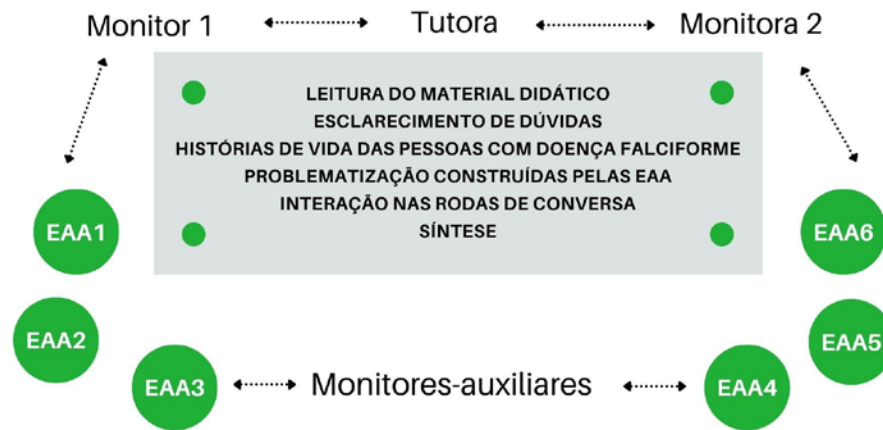 Monitor 1 Tutora Monitora 2
LEITURA DO MATERIAL DIDÁTICO
ESCLARECIMENTO DE DÚVIDAS
HISTÓRIAS DE VIDA DAS PESSOAS COM DOENÇA FALCIFORME
PROBLEMATIZAÇÃO CONSTRUÍDAS PELAS EAA
INTERAÇÃO NAS RODAS DE CONVERSA
SÍNTESE
EAA1
EAA6
EAA2
EAA5
EAA3 Monitores-auxiliares EAA4